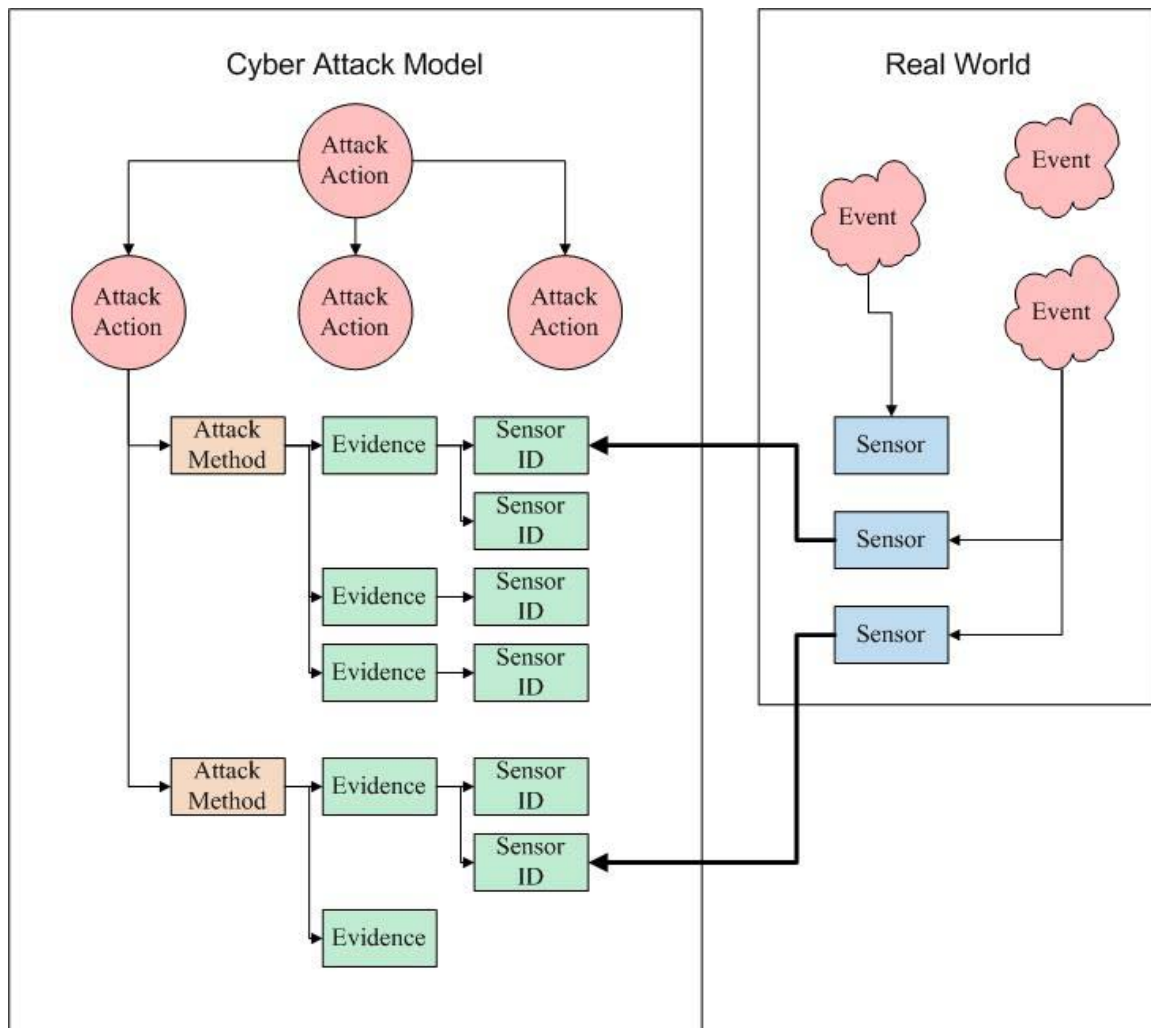 Cyber Attack Model
Real World
Attack
Action
Event
Event
Attack
Action
Attack
Action
Attack
Action
Event
Attack
Method
Evidence
Sensor
ID
Sensor
Sensor
ID
Sensor
Evidence
Sensor
ID
Sensor
Evidence
Sensor
ID
Attack
Method
Evidence
Sensor
ID
Sensor
ID
Evidence